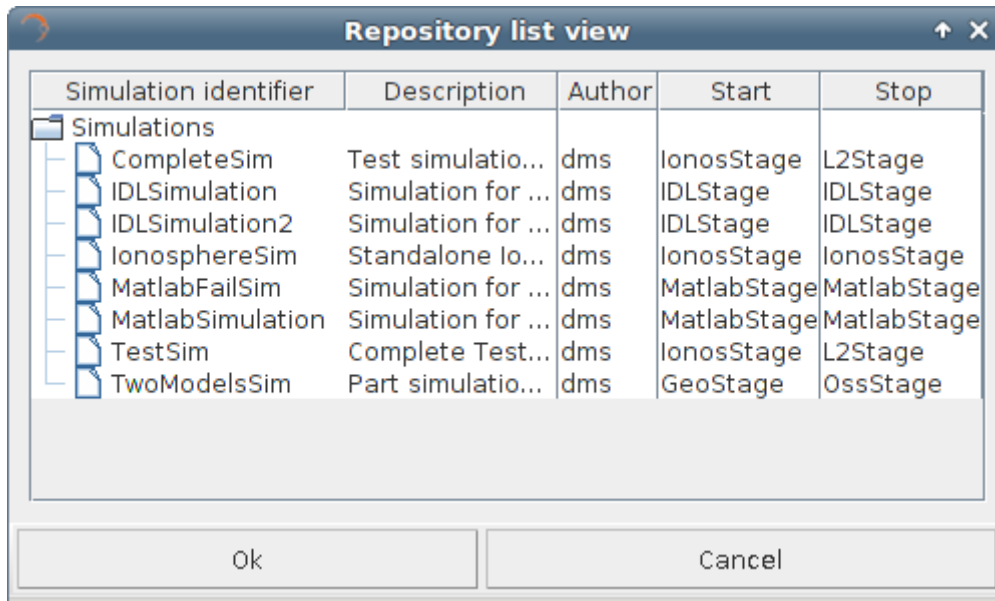 Repository list view
Simulation identifier Description Author Start Stop
Simulations
CompleteSim Test simulatio... dms IonosStage L2Stage
IDLSimulation Simulation for ... dms IDLStage IDLStage
IDLSimulation2 Simulation for ... dms IDLStage IDLStage
IonosphereSim Standalone Io... dms IonosStage IonosStage
MatlabFailSim Simulation for ... dms MatlabStage MatlabStage
MatlabSimulation Simulation for ... dms MatlabStage MatlabStage
TestSim Complete Test... dms IonosStage L2Stage
TwoModelsSim Part simulatio... dms GeoStage OssStage
Ok Cancel